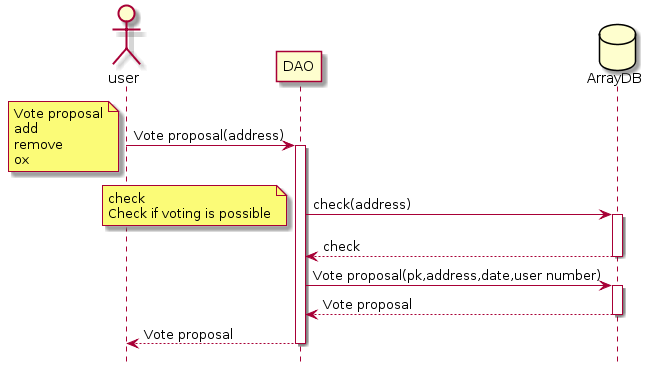 user
DAO
ArrayDB
Vote proposal
add
remove
ox
Vote proposal(address)
check
Check if voting is possible
check(address)
check
Vote proposal(pk,address,date,user number)
Vote proposal
Vote proposal